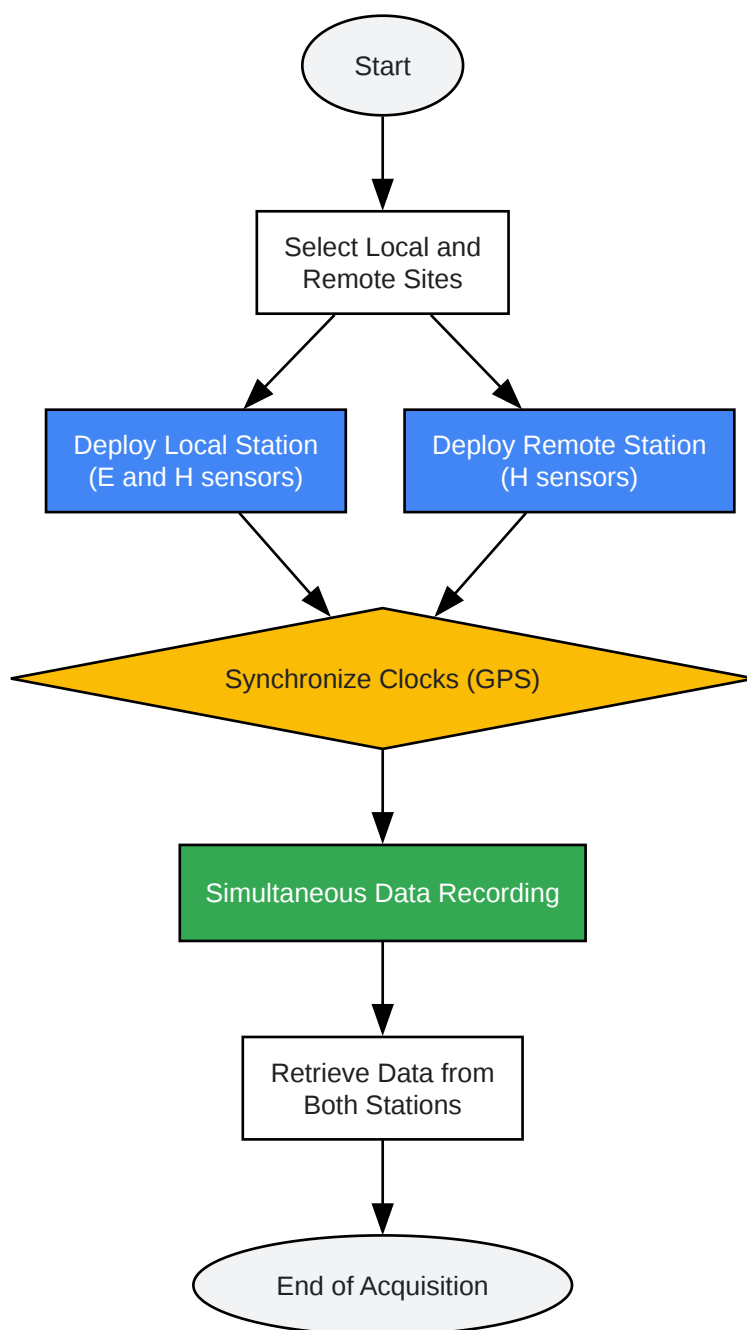 Start
Select Local and
Remote Sites
Deploy Local Station
(E and H sensors)
Deploy Remote Station
(H sensors)
Synchronize Clocks (GPS)
Simultaneous Data Recording
Retrieve Data from
Both Stations
End of Acquisition